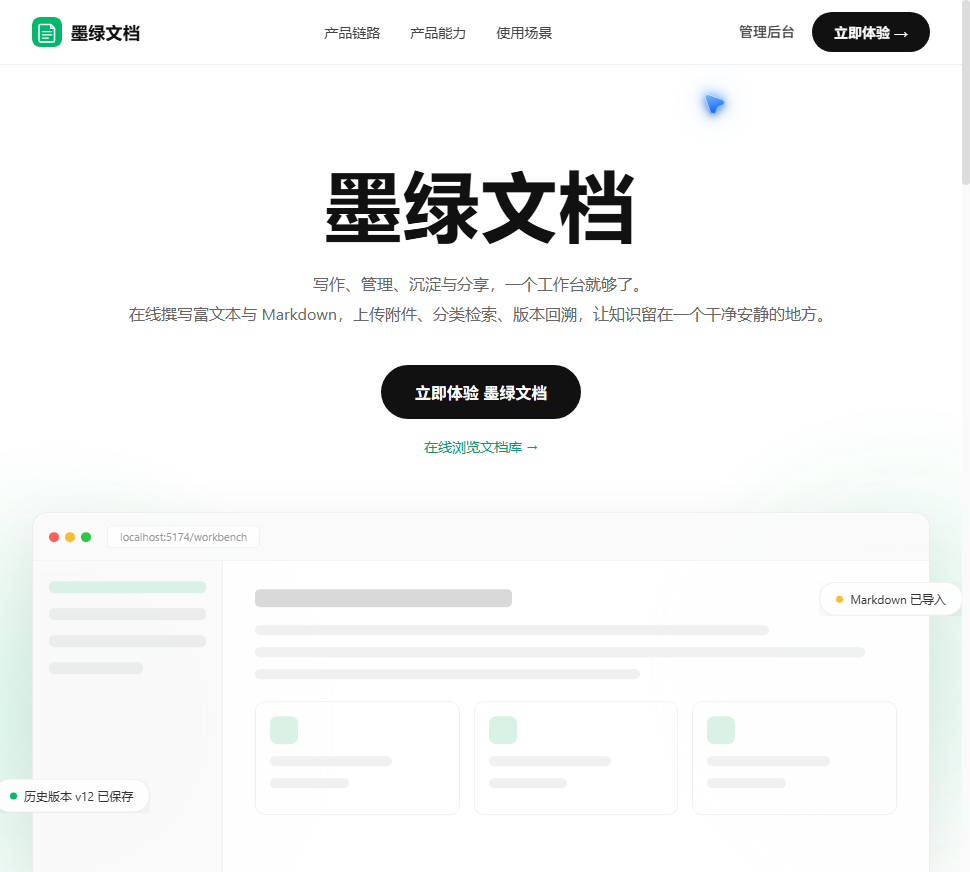 墨绿文档
产品链路
产品能力
使用场景
管理后台
立即体验 →
墨绿文档
写作、管理、沉淀与分享，一个工作台就够了。
在线撰写富文本与 Markdown，上传附件、分类检索、版本回溯，让知识留在一个干净安静的地方。
立即体验 墨绿文档
在线浏览文档库 →
localhost:5174/workbench
Markdown 已导入
历史版本 v12 已保存